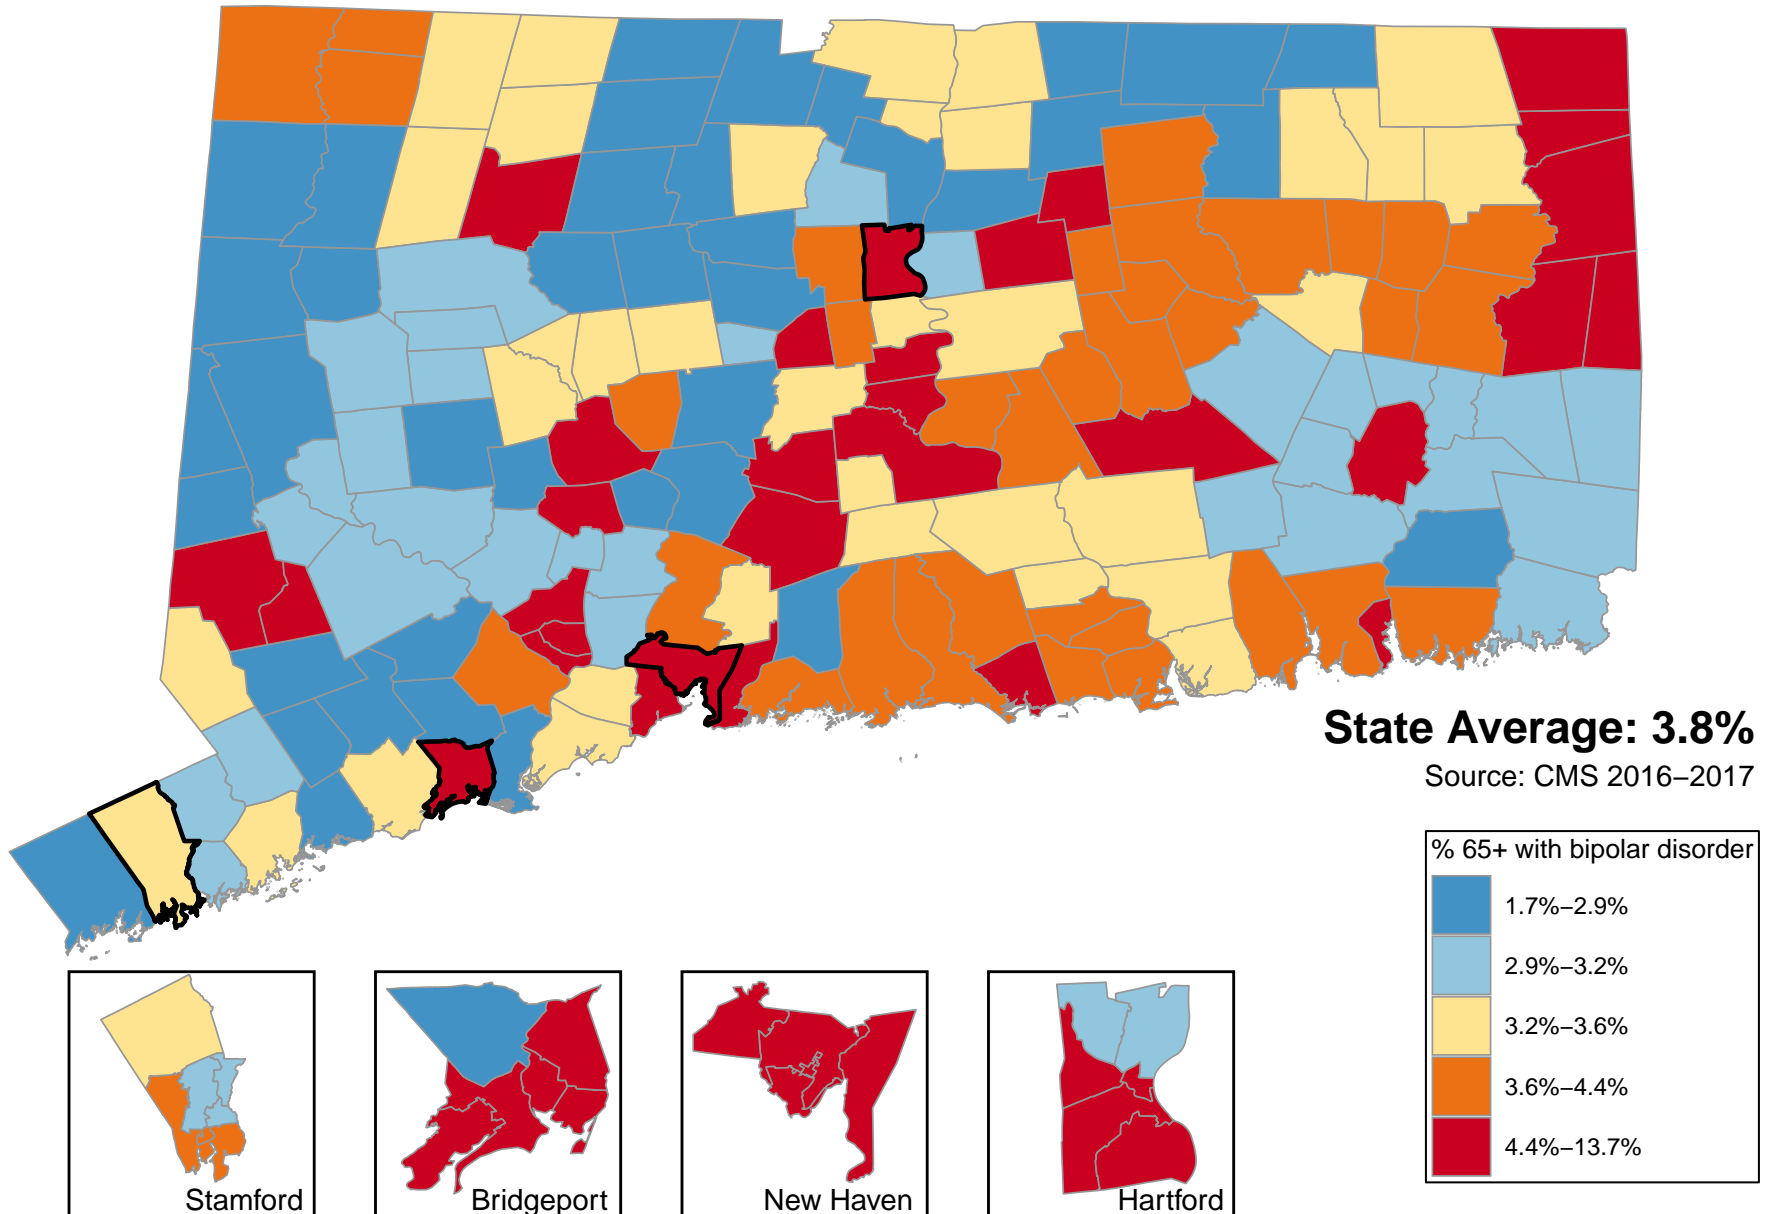 State Average: 3.8%
Source: CMS 2016–2017
% 65+ with bipolar disorder
1.7%–2.9%
2.9%–3.2%
3.2%–3.6%
3.6%–4.4%
4.4%–13.7%
Stamford
Bridgeport
New Haven
Hartford